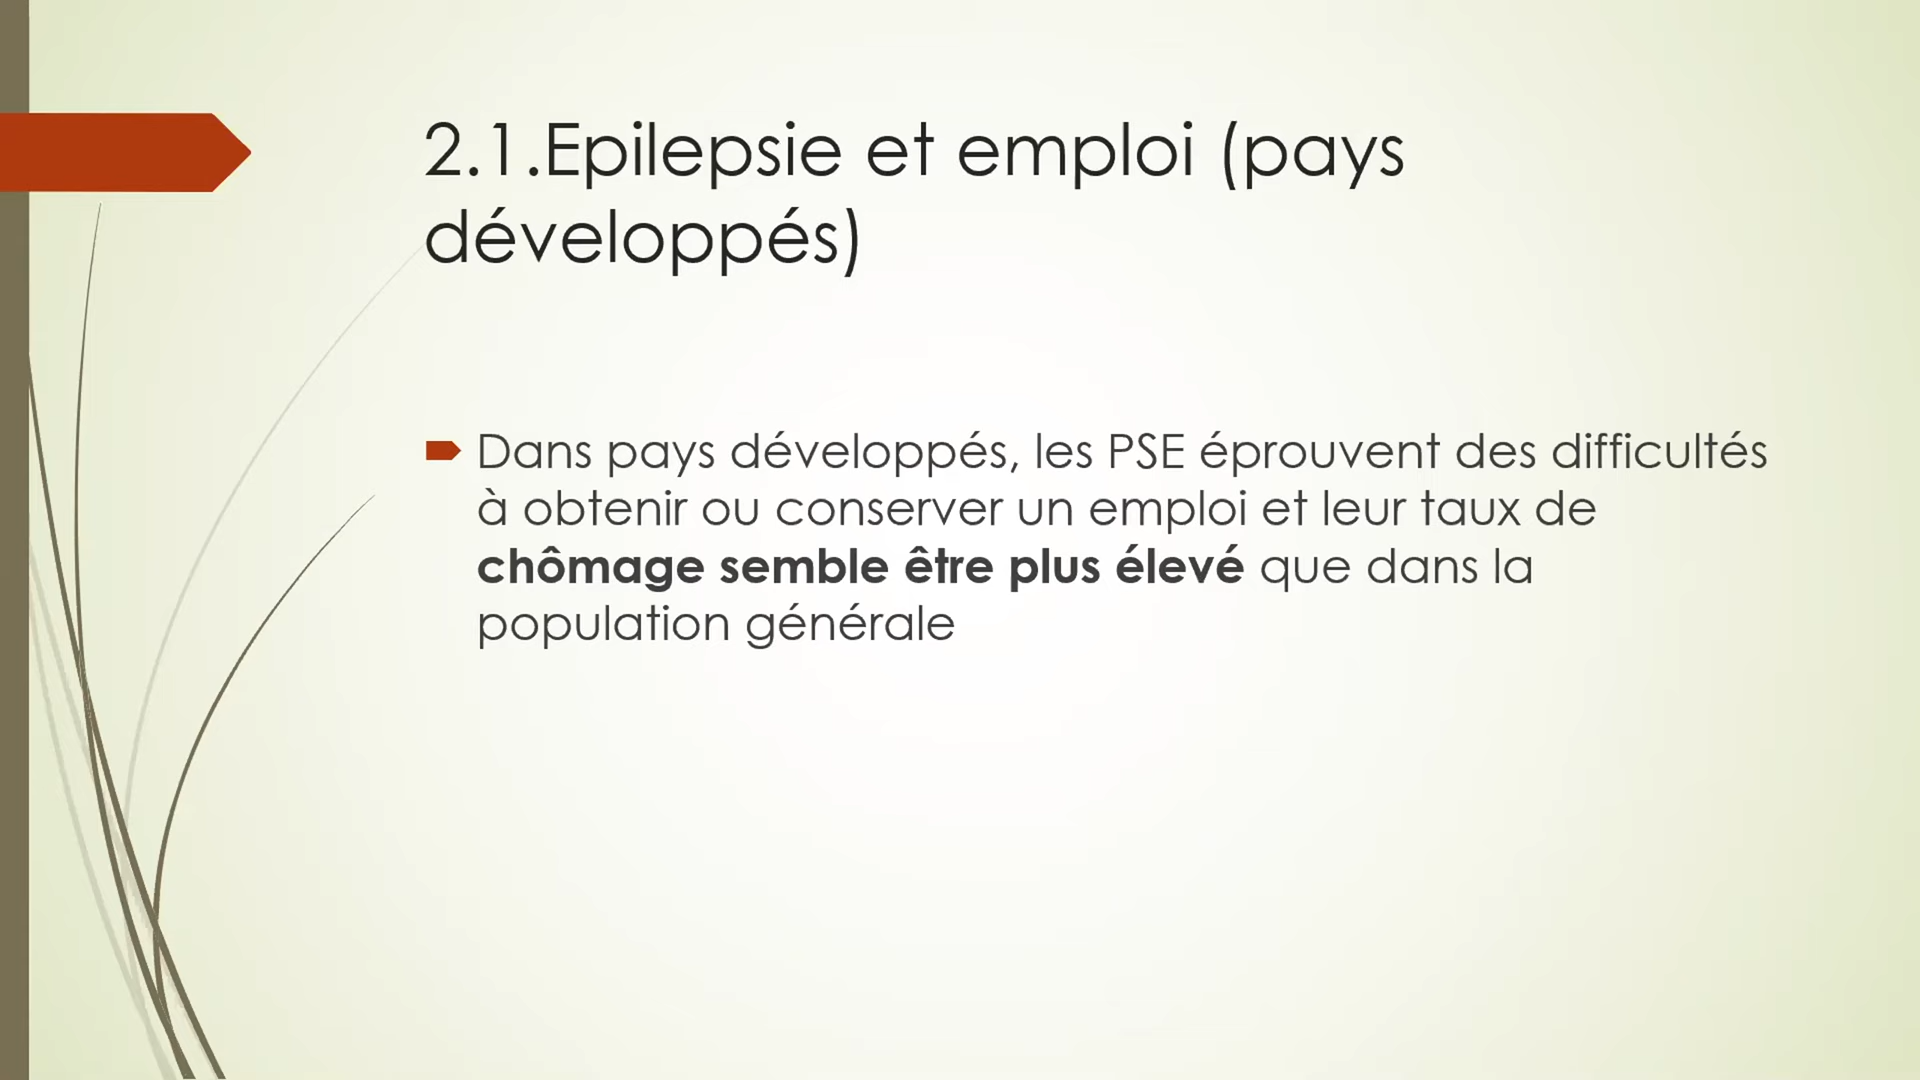 2.1.Epilepsie et emploi (pays
développés)
Dans pays développés, les PSE éprouvent des difficultés
à obtenir ou conserver un emploi et leur taux de
chômage semble être plus élevé que dans la
population générale